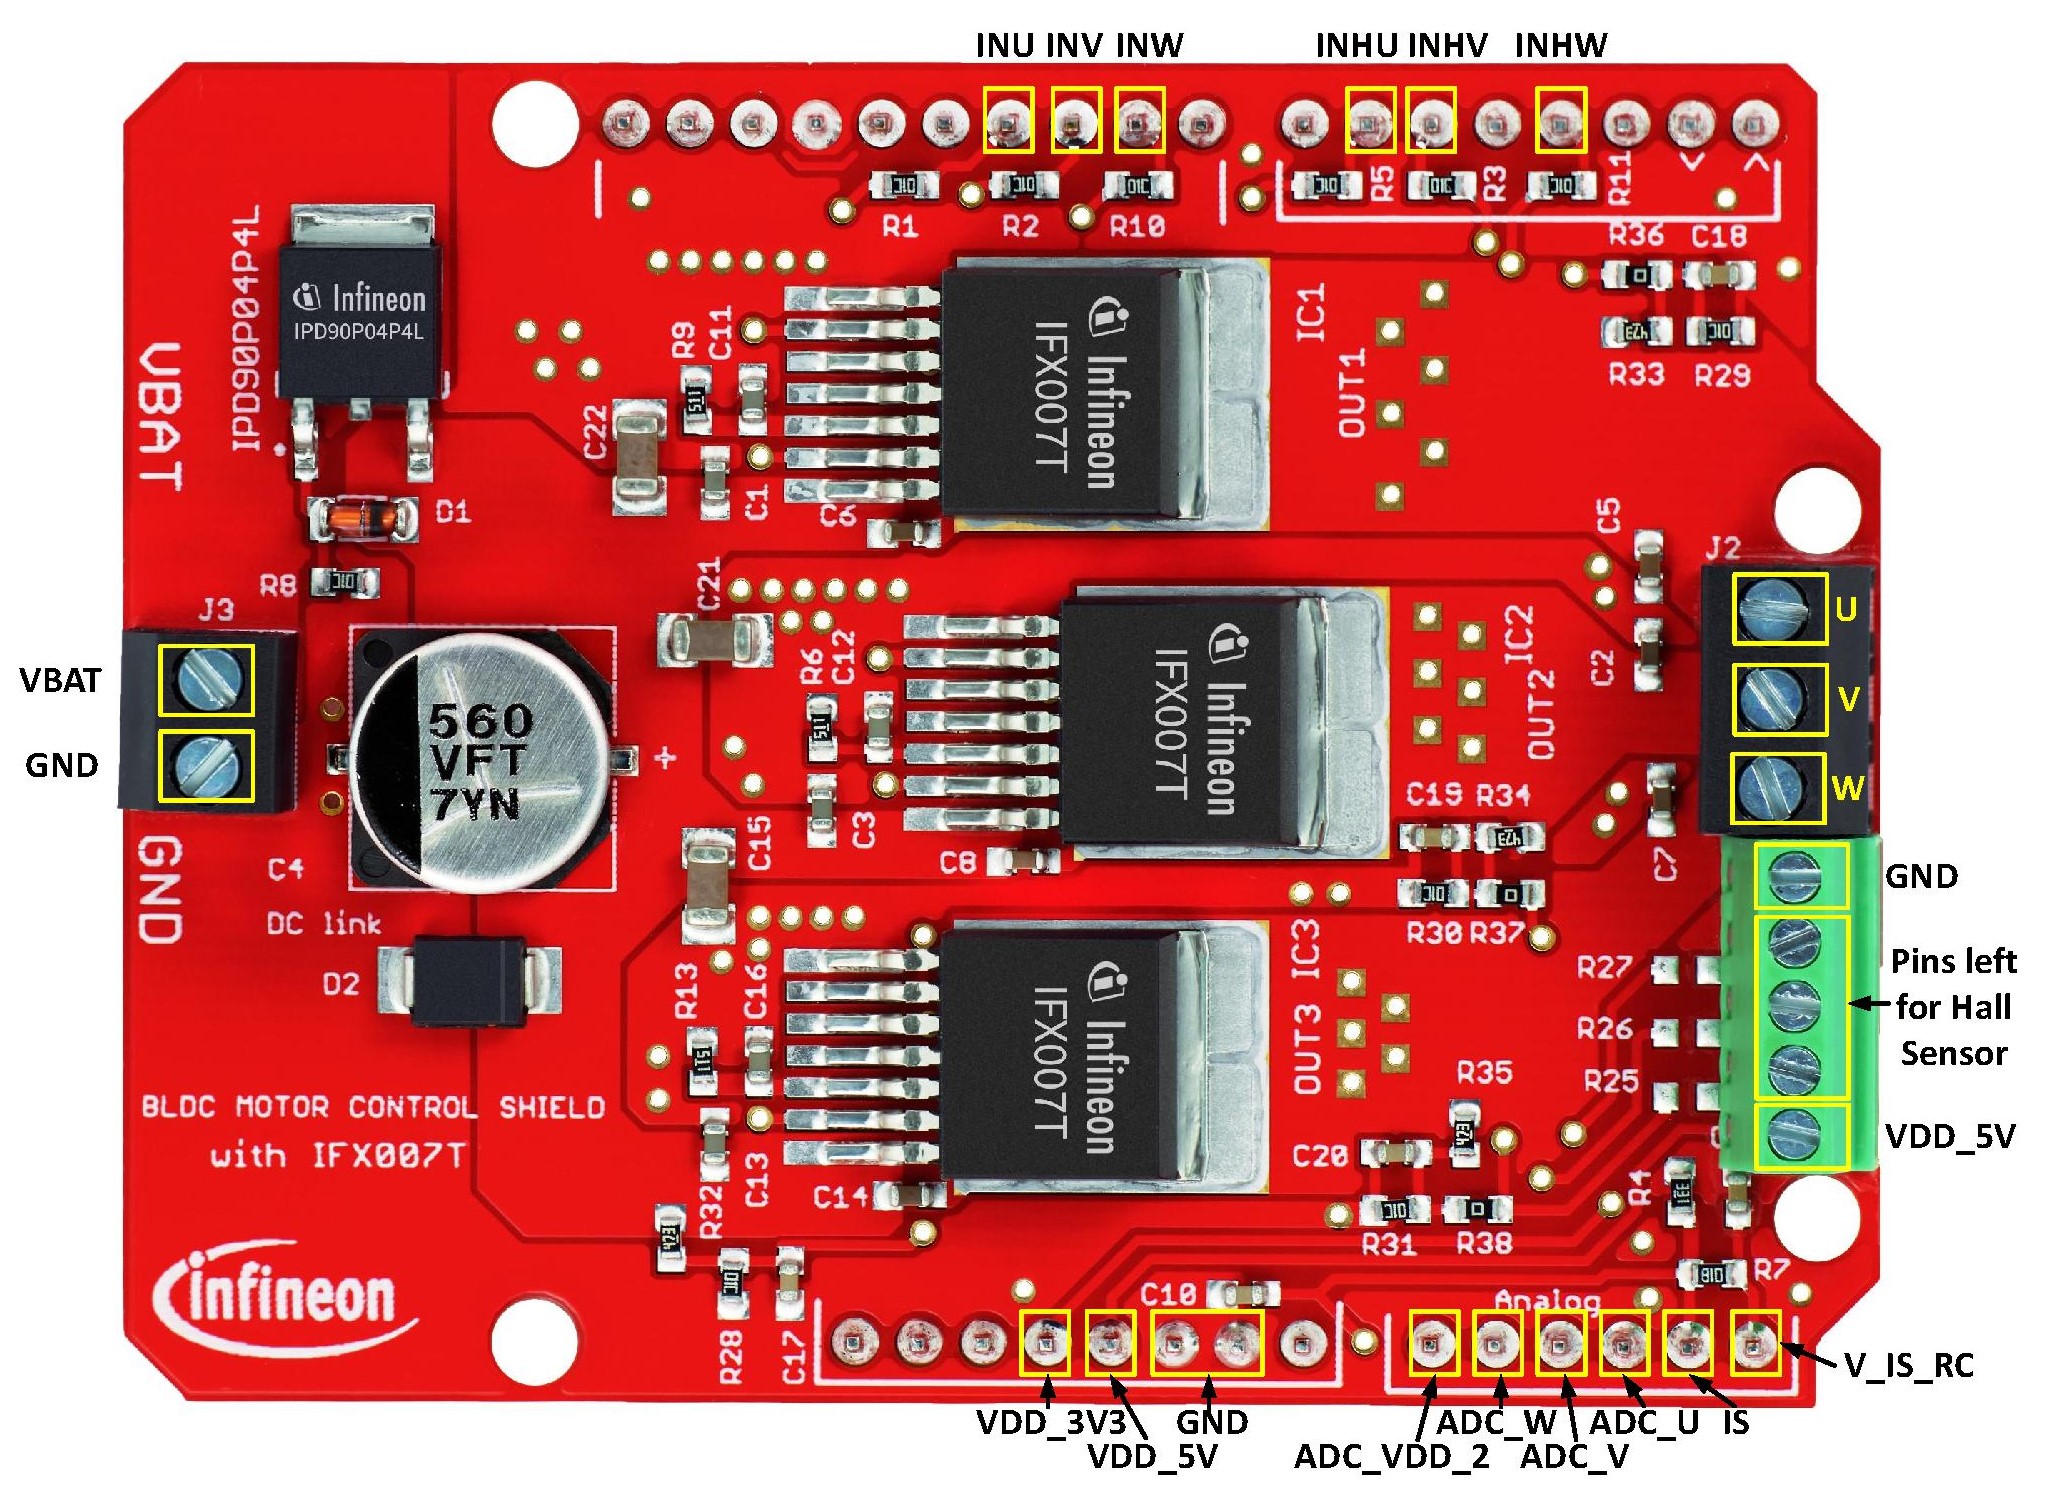 INU INV INW
INHU INHV INHW
R5
R3
R11
< >
R1
R2
R10
R36
C18
R33
R29
IPD90P04P4L
Infineon
IPD90P04P4L
VBAT
R9
C11
C22
C1
C6
Infineon
IFX007T
IC1
OUT1
D1
R8
J3
VBAT
GND
GND
560
VFT
7YN
+
C4
DC link
D2
C21
R6
C12
C15
C3
C8
Infineon
IFX007T
IC2
OUT2
C5
C2
J2
U
V
W
C7
C19 R34
R30 R37
GND
Pins left
for Hall
Sensor
VDD_5V
R27
R26
R25
R13
C16
Infineon
IFX007T
IC3
OUT3
R35
C20
R31
R38
R4
R7
R32
C13
C14
BLDC MOTOR CONTROL SHIELD
with IFX007T
infineon
R28
C17
C10
Analog
V_IS_RC
VDD_3V3 GND ADC_W ADC_U IS
VDD_5V ADC_VDD_2 ADC_V